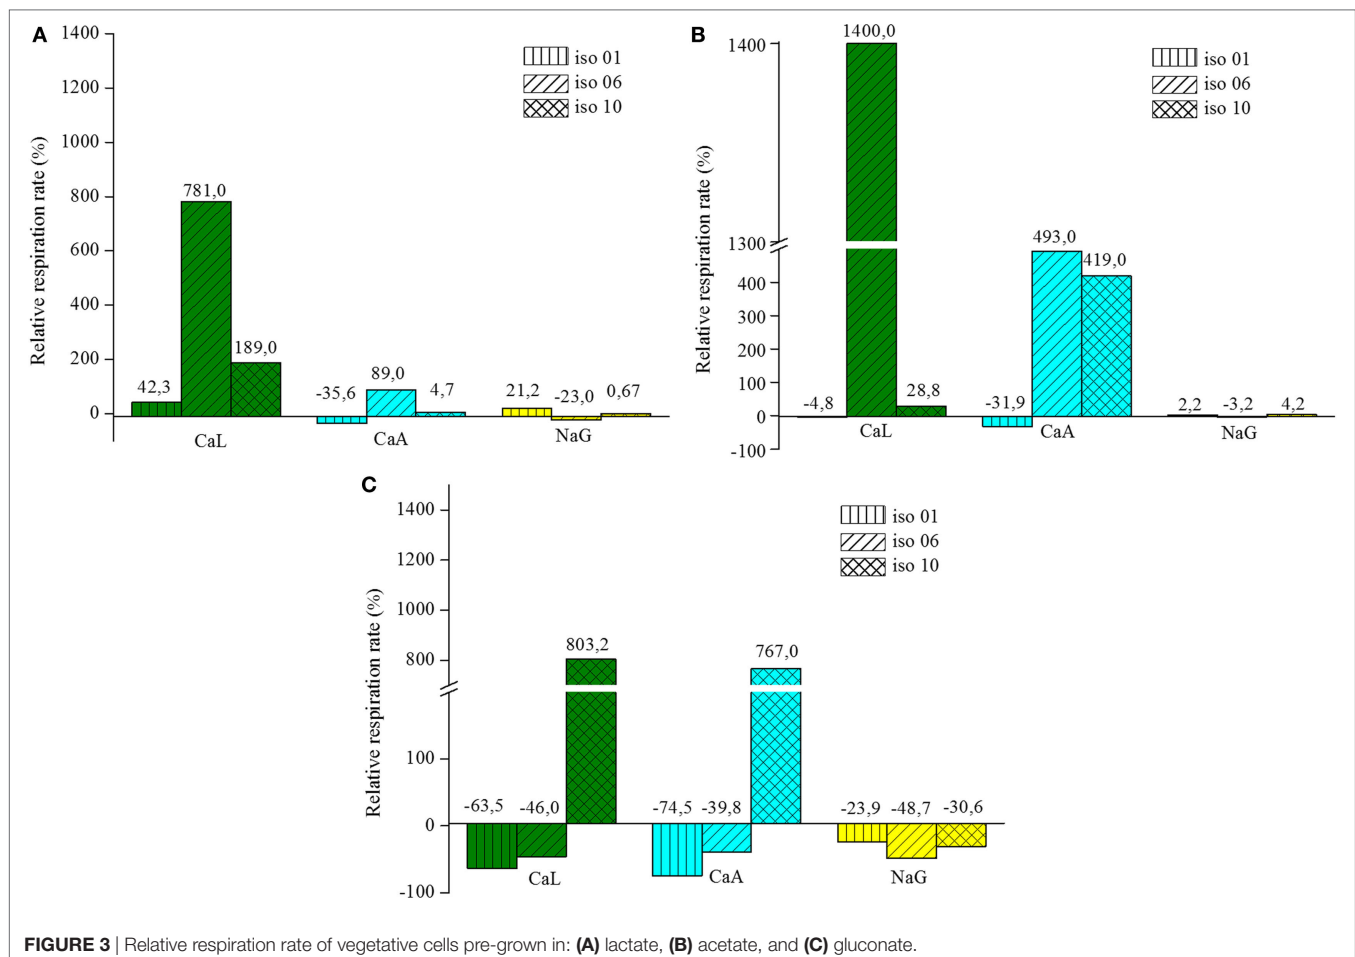 A
1400
1200
1000
800
600
400
200
0
Relative respiration rate (%)
iso 01
iso 06
iso 10
42,3
781,0
189,0
-35,6
89,0
4,7
21,2
-23,0
0,67
CaL
CaA
NaG
B
1400
1300
400
300
200
100
0
-100
Relative respiration rate (%)
iso 01
iso 06
iso 10
-4,8
1400,0
28,8
-31,9
493,0
419,0
2,2
-3,2
4,2
CaL
CaA
NaG
C
1400
1200
1000
800
100
0
-100
Relative respiration rate (%)
iso 01
iso 06
iso 10
-63,5
-46,0
803,2
-74,5
-39,8
767,0
-23,9
-48,7
-30,6
CaL
CaA
NaG
FIGURE 3 | Relative respiration rate of vegetative cells pre-grown in: (A) lactate, (B) acetate, and (C) gluconate.